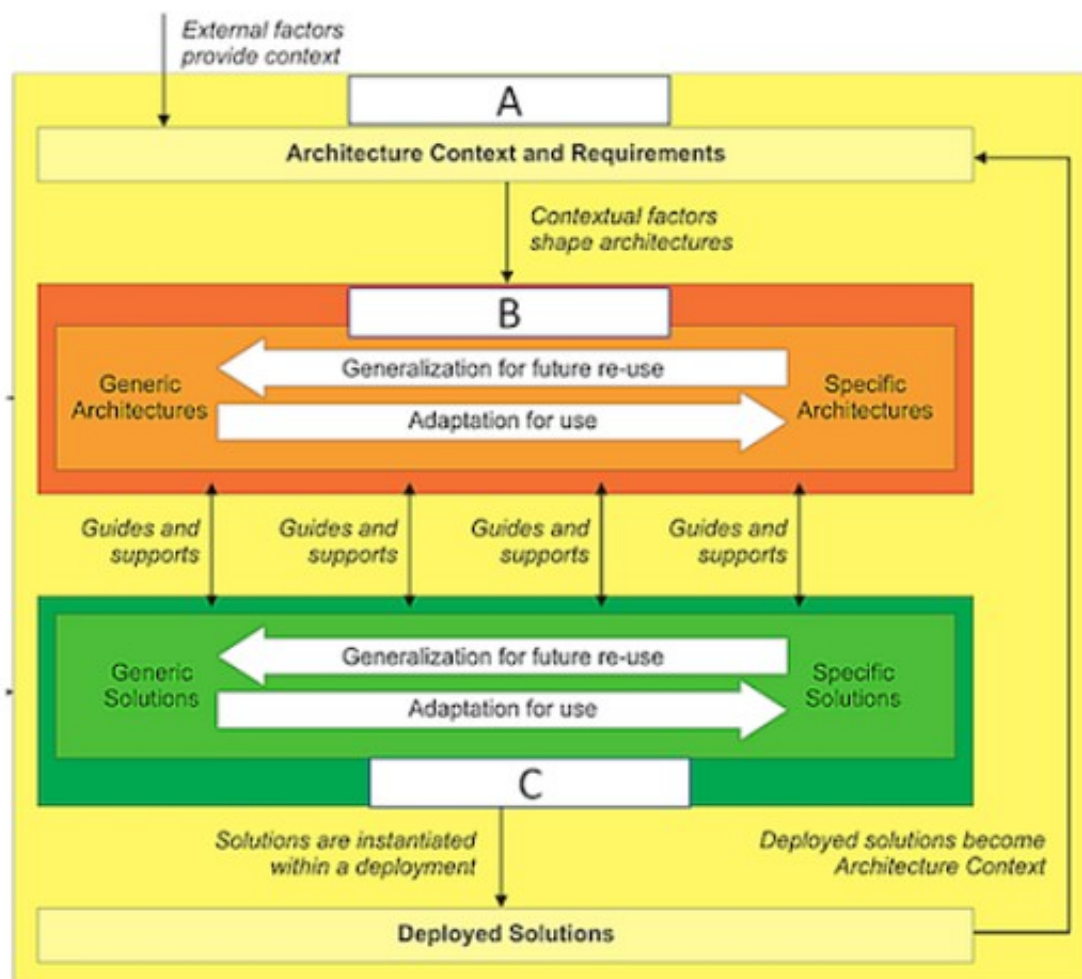 External factors
provide context
A
Architecture Context and Requirements
Contextual factors
shape architectures
B
Generalization for future re-use
Generic
Architectures
Specific
Architectures
Adaptation for use
Guides and
supports
Guides and
supports
Guides and
supports
Guides and
supports
Generalization for future re-use
Generic
Solutions
Specific
Solutions
Adaptation for use
C
Solutions are instantiated
within a deployment
Deployed solutions become
Architecture Context
Deployed Solutions